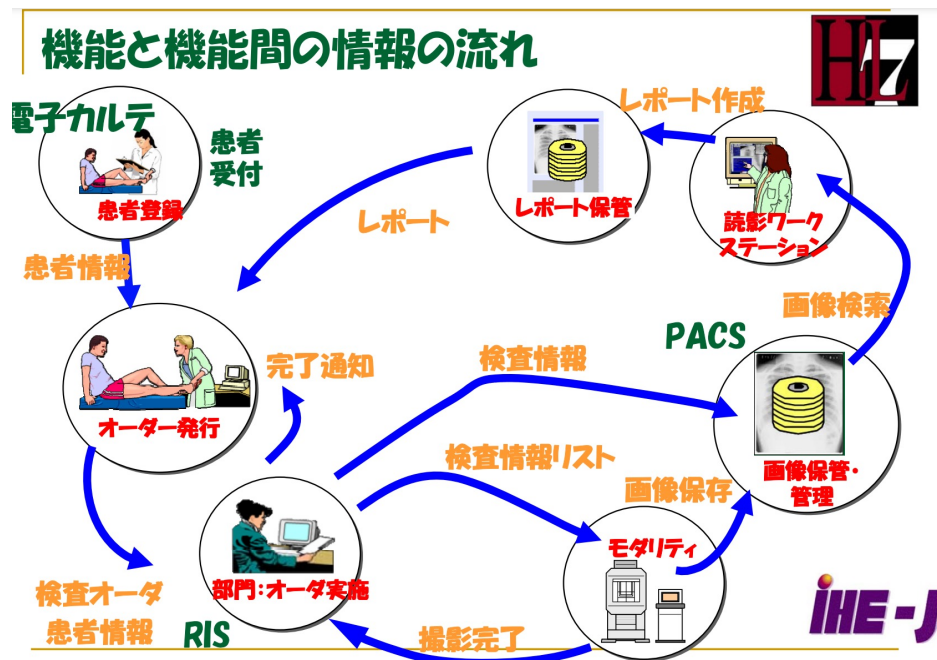 機能と機能間の情報の流れ
HL7
電子カルテ
患者
受付
患者登録
患者情報
レポート作成
レポート保管
読影ワーク
ステーション
レポート
画像検索
PACS
オーダー発行
完了通知
検査情報
検査情報リスト
画像保存
画像保管・
管理
部門:オーダ実施
モダリティ
検査オーダ
患者情報
RIS
撮影完了
IHE-J